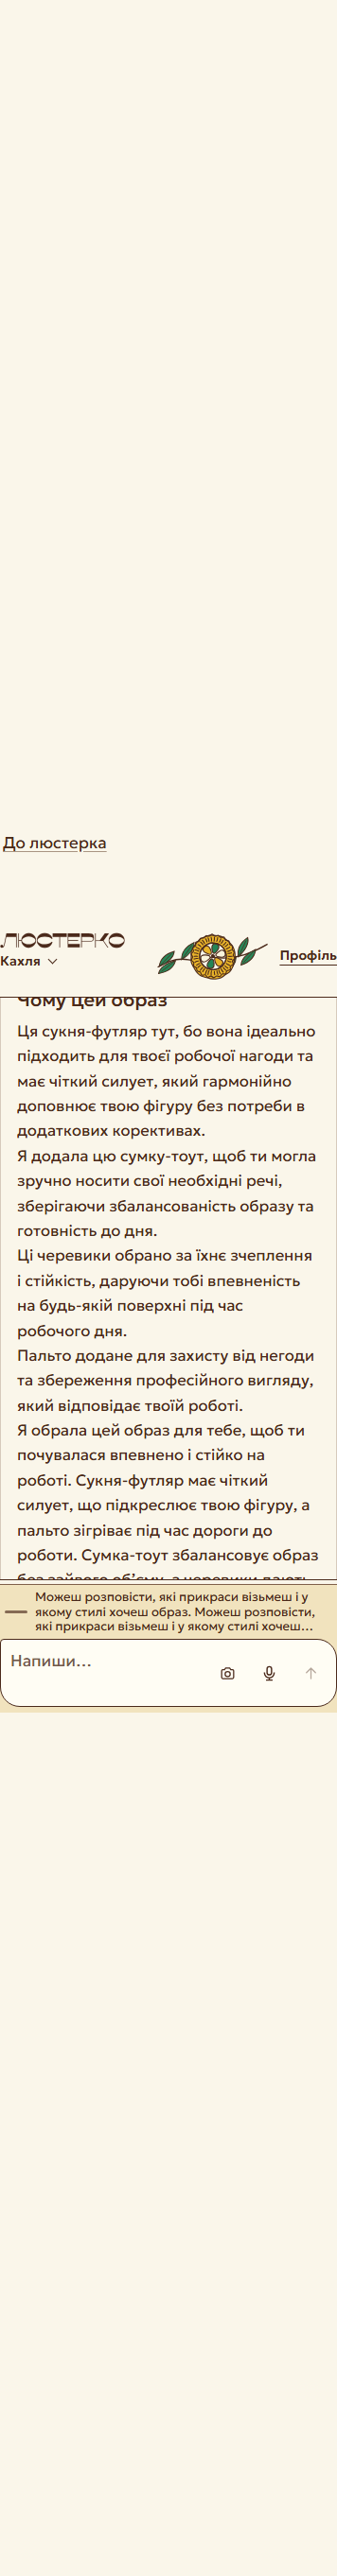 До люстерка
ЛЮСТЕРКО
Кахля
Профіль
Чому цей образ
Ця сукня-футляр тут, бо вона ідеально
підходить для твоєї робочої нагоди та
має чіткий силует, який гармонійно
доповнює твою фігуру без потреби в
додаткових корективах.
Я додала цю сумку-тоут, щоб ти могла
зручно носити свої необхідні речі,
зберігаючи збалансованість образу та
готовність до дня.
Ці черевики обрано за їхнє зчеплення
і стійкість, даруючи тобі впевненість
на будь-якій поверхні під час
робочого дня.
Пальто додане для захисту від негоди
та збереження професійного вигляду,
який відповідає твоїй роботі.
Я обрала цей образ для тебе, щоб ти
почувалася впевнено і стійко на
роботі. Сукня-футляр має чіткий
силует, що підкреслює твою фігуру, а
пальто зігріває під час дороги до
роботи. Сумка-тоут збалансовує образ
без зайвого об’єму, а черевики дають
Можеш розповісти, які прикраси візьмеш і у
якому стилі хочеш образ. Можеш розповісти,
які прикраси візьмеш і у якому стилі хочеш...
Напиши...